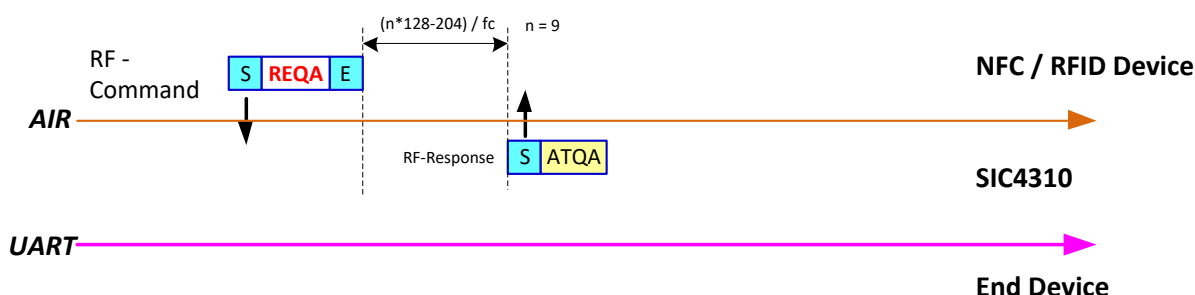 (n*128-204) / fc n = 9
RF -
Command
S REQA E
NFC / RFID Device
AIR
RF-Response S ATQA
SIC4310
UART
End Device